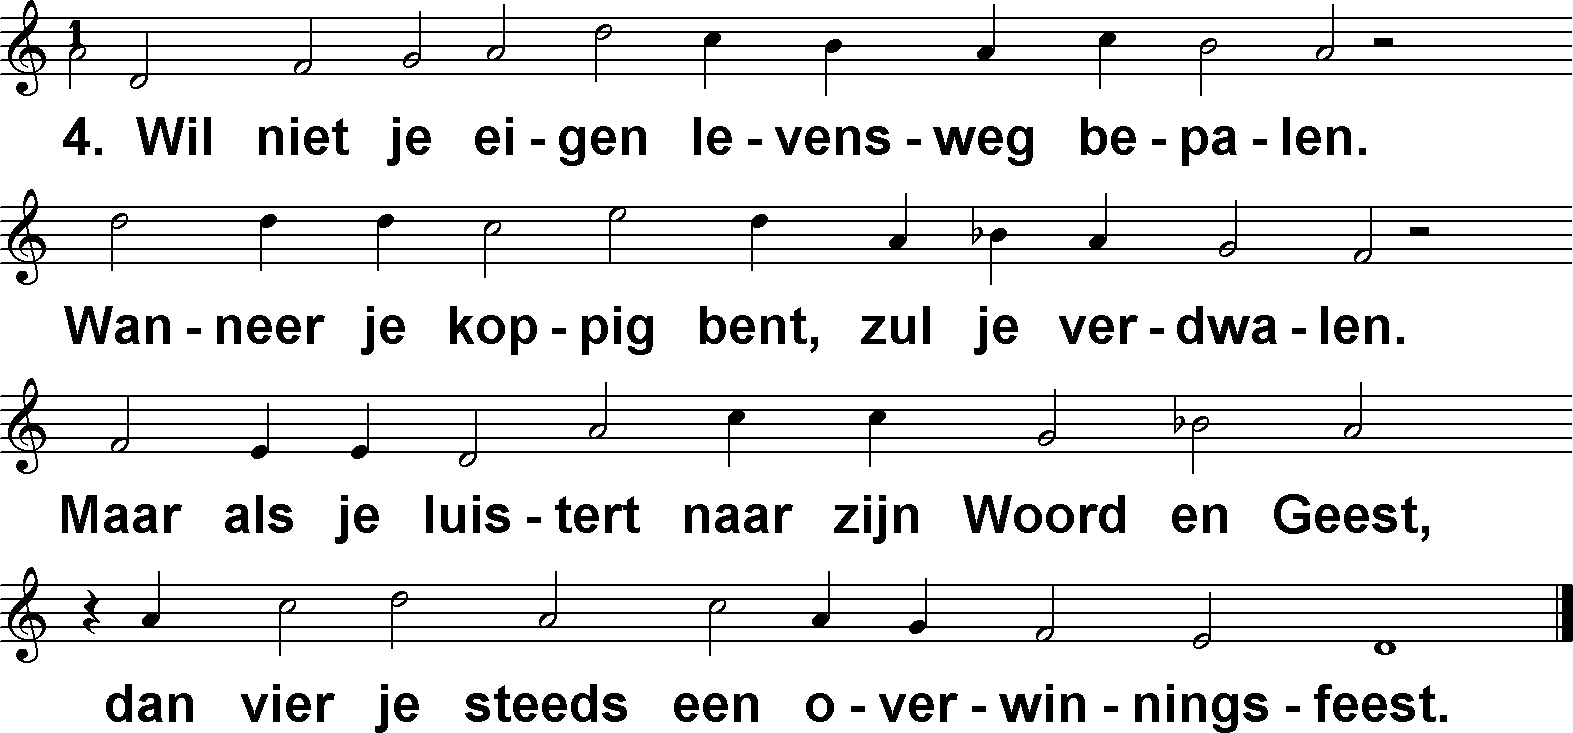 1
4. Wil niet je ei - gen le - vens - weg be - pa - len.
Wan - neer je kop - pig bent, zul je ver - dwa - len.
Maar als je luis - tert naar zijn Woord en Geest,
dan vier je steeds een o - ver - win - nings - feest.